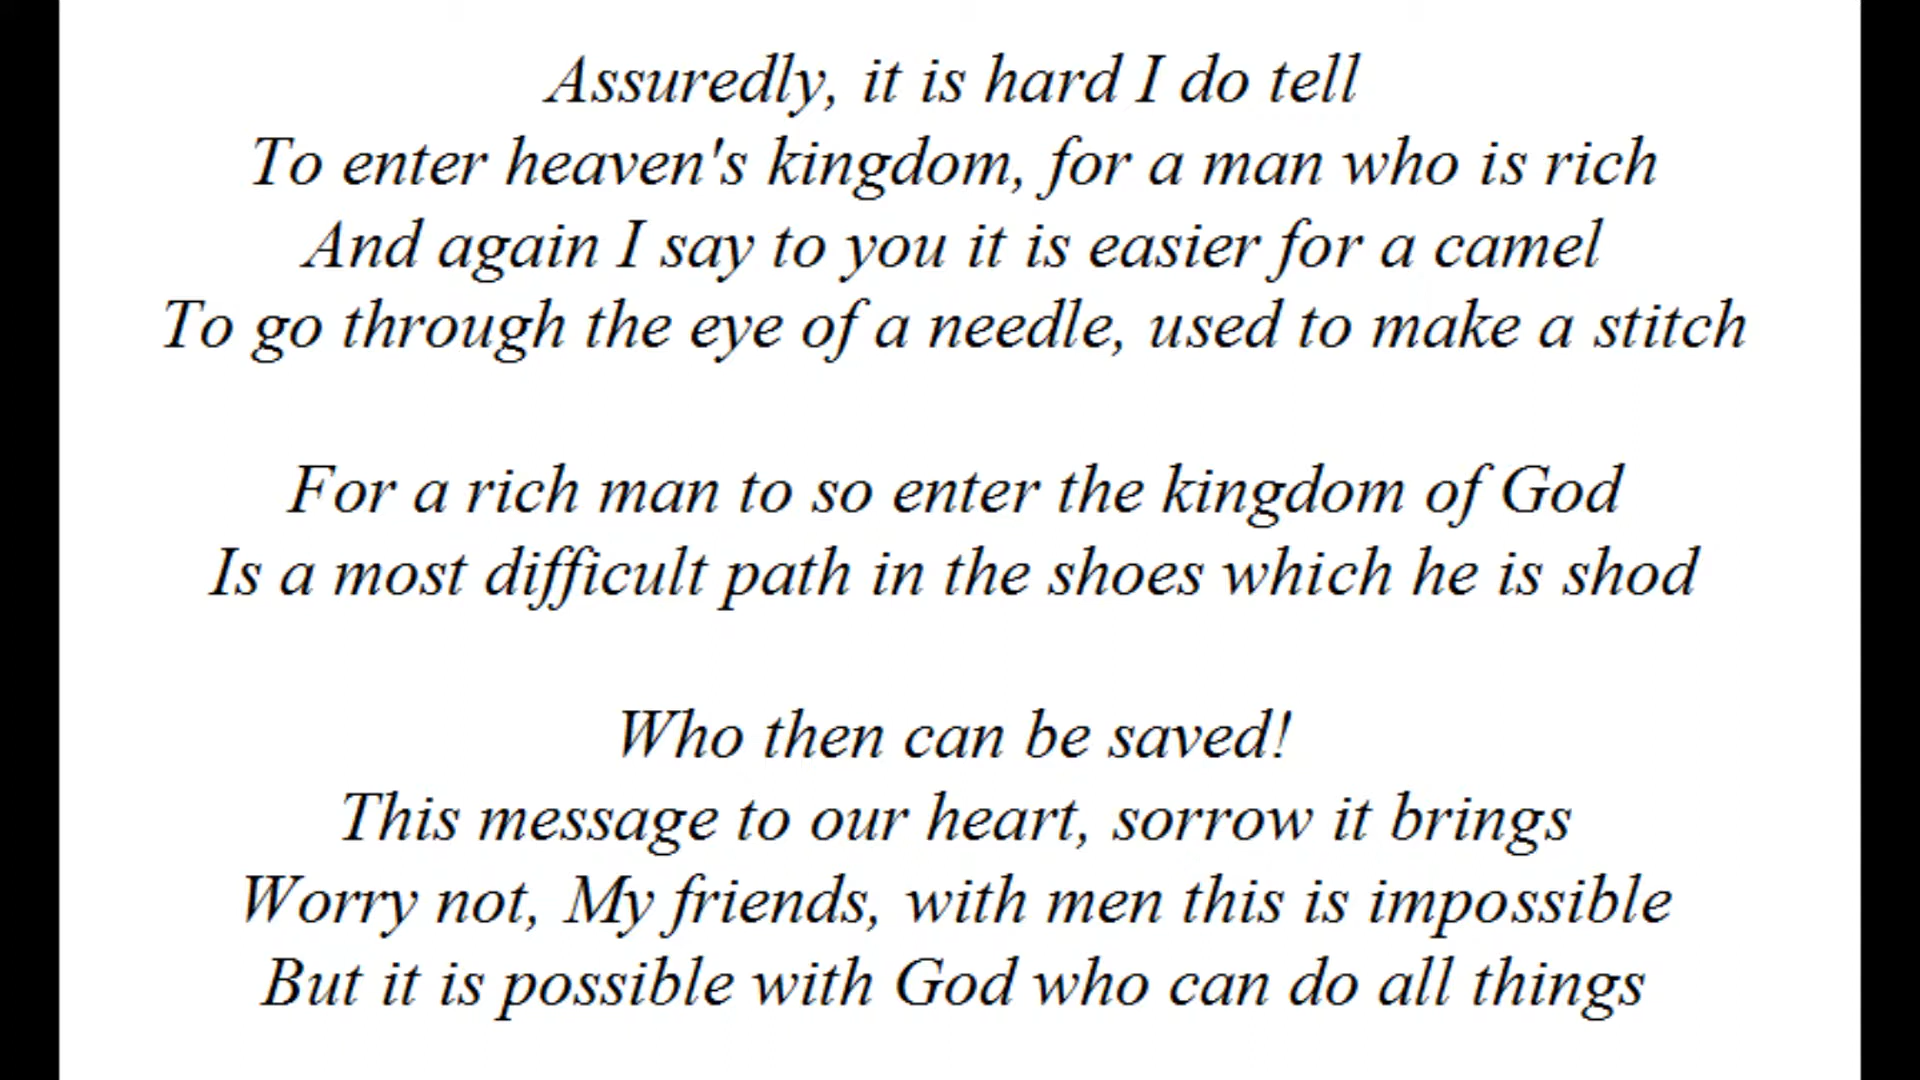 Assuredly, it is hard I do tell
To enter heaven's kingdom, for a man who is rich
And again I say to you it is easier for a camel
To go through the eye of a needle, used to make a stitch
For a rich man to so enter the kingdom of God
Is a most difficult path in the shoes which he is shod
Who then can be saved!
This message to our heart, sorrow it brings
Worry not, My friends, with men this is impossible
But it is possible with God who can do all things